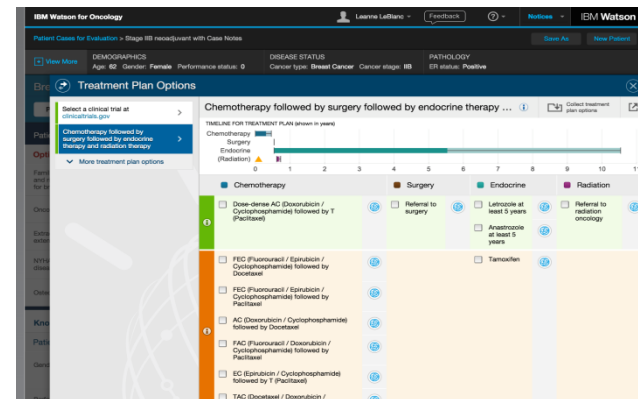 IBM Watson for Oncology
Leanne LeBlanc
Feedback
Notices
IBM Watson
Patient Cases for Evaluation > Stage IIB neoadjuvant with Case Notes
Save As
New Patient
View More
DEMOGRAPHICS
Age: 62 Gender: Female Performance status: 0
DISEASE STATUS
Cancer type: Breast Cancer Cancer stage: IIB
PATHOLOGY
ER status: Positive
Treatment Plan Options
Select a clinical trial at
clinicaltrials.gov
Chemotherapy followed by
surgery followed by endocrine
therapy and radiation therapy
More treatment plan options
Chemotherapy followed by surgery followed by endocrine therapy ...
Collect treatment
plan options
TIMELINE FOR TREATMENT PLAN (shown in years)
Chemotherapy
Surgery
Endocrine
(Radiation)
0 1 2 3 4 5 6 7 8 9 10 11
Chemotherapy
Surgery
Endocrine
Radiation
Dose-dense AC (Doxorubicin /
Cyclophosphamide) followed by T
(Paclitaxel)
Referral to
surgery
Letrozole at
least 5 years
Anastrozole
at least 5
years
Referral to
radiation
oncology
FEC (Fluorouracil / Epirubicin /
Cyclophosphamide) followed by
Docetaxel
Tamoxifen
FEC (Fluorouracil / Epirubicin /
Cyclophosphamide) followed by
Paclitaxel
AC (Doxorubicin / Cyclophosphamide)
followed by Docetaxel
FAC (Fluorouracil / Doxorubicin /
Cyclophosphamide) followed by
Paclitaxel
EC (Epirubicin / Cyclophosphamide)
followed by T (Paclitaxel)
TAC (Docetaxel / Doxorubicin /